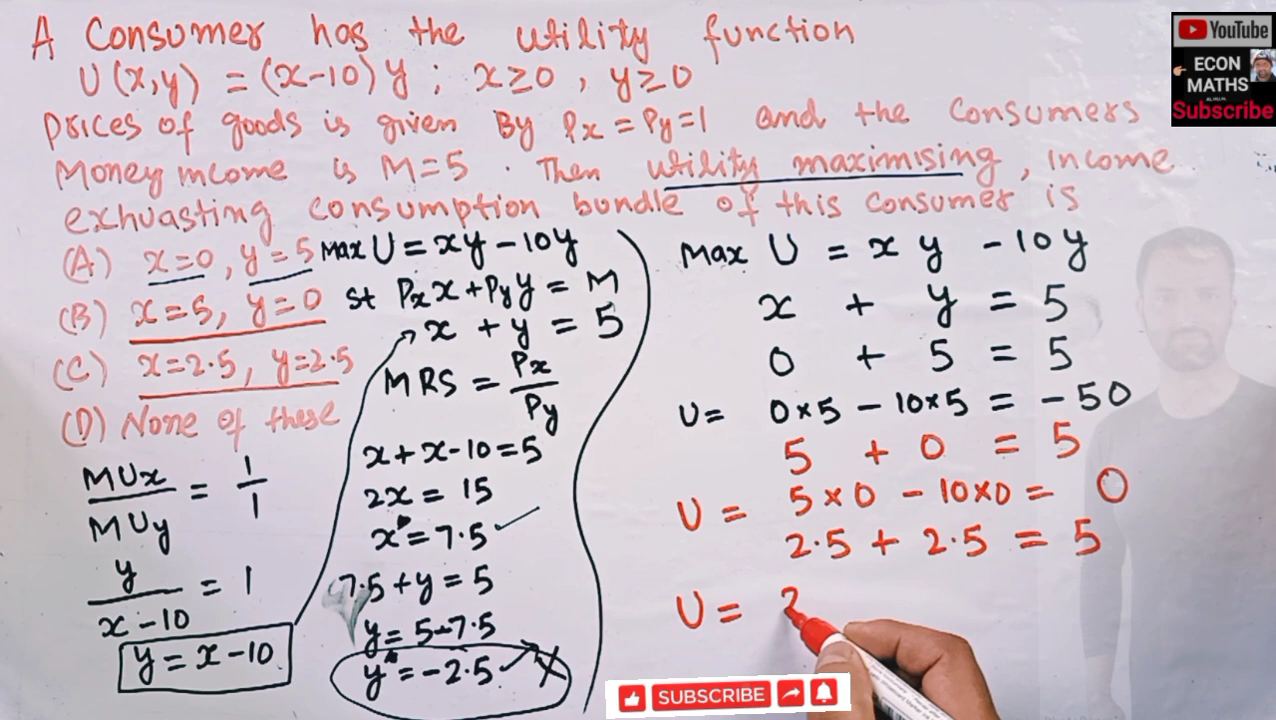 A Consumer has the utility function
U(x,y) = (x-10)y ; x≥0 , y≥0
prices of goods is given By Px = Py=1 and the Consumers
Money income is M=5 . Then utility maximising, income
exhuasting consumption bundle of this consumer is
(A) x=0, y=5
(B) x=5, y=0
(C) x=2.5, y=2.5
(D) None of these
MUx/MUy = 1/1
y/(x-10) = 1
y = x-10
Max U = xy-10y
st Pxx+Pyy = M
x + y = 5
MRS = Px/Py
x+x-10=5
2x = 15
x* = 7.5 ✓
7.5+y = 5
y = 5-7.5
y* = -2.5
Max U = xy -10y
x + y = 5
0 + 5 = 5
U = 0×5 - 10×5 = -50
5 + 0 = 5
U = 5×0 - 10×0 = 0
2.5 + 2.5 = 5
U = 2
YouTube
ECON
MATHS
Subscribe
SUBSCRIBE